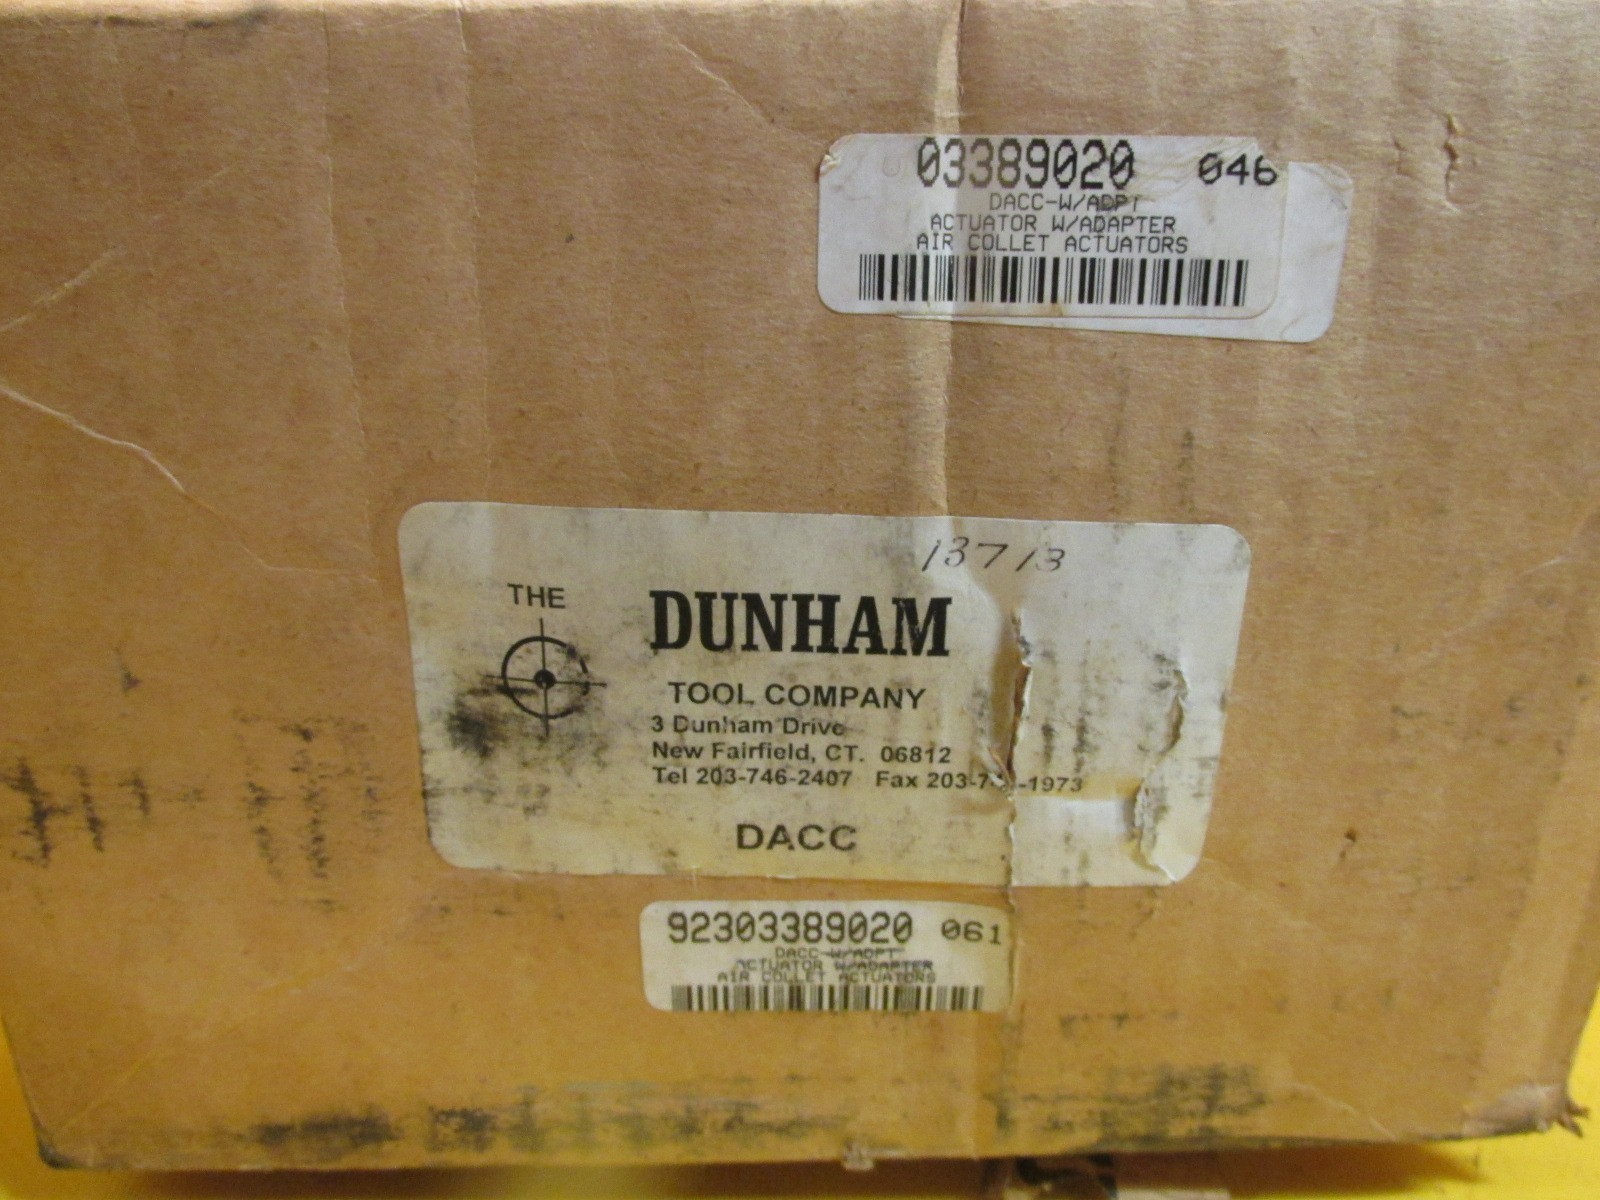 03389020 046
DACC-W/ADPT
ACTUATOR W/ADAPTER
AIR COLLET ACTUATORS
13713
THE DUNHAM
TOOL COMPANY
3 Dunham Drive
New Fairfield, CT. 06812
Tel 203-746-2407 Fax
DACC
92303389020 061
DACC-W/ADPT
ACTUATOR W/ADAPTER
AIR COLLET ACTUATORS